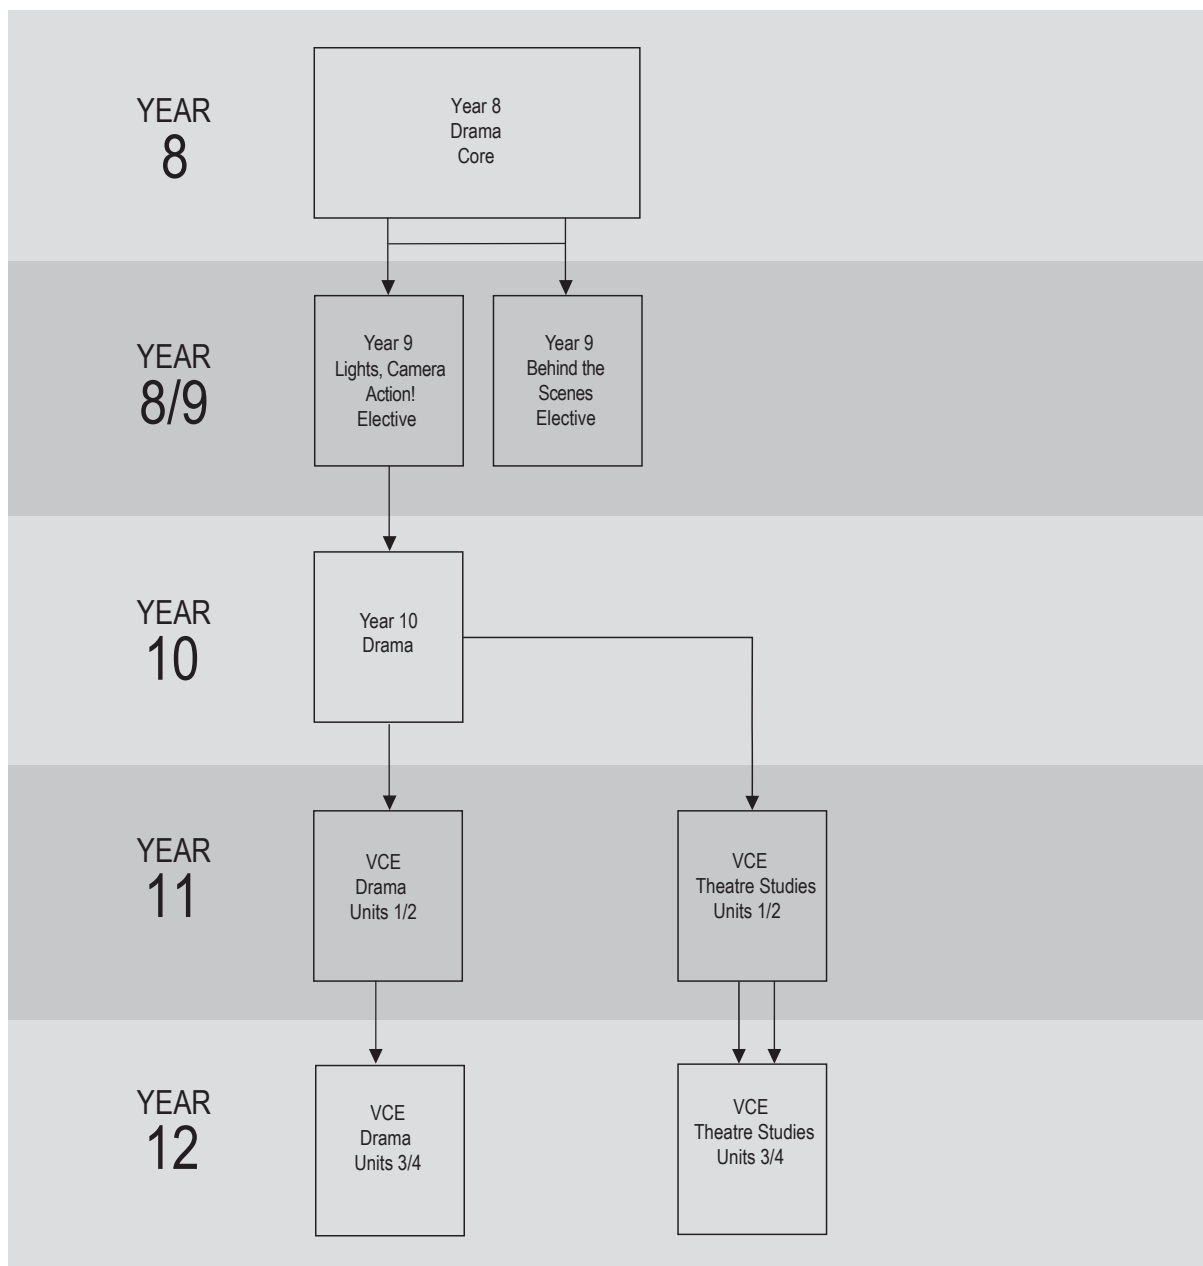 YEAR
8
Year 8
Drama
Core
YEAR
8/9
Year 9
Lights, Camera
Action!
Elective
Year 9
Behind the
Scenes
Elective
YEAR
10
Year 10
Drama
YEAR
11
VCE
Drama
Units 1/2
VCE
Theatre Studies
Units 1/2
YEAR
12
VCE
Drama
Units 3/4
VCE
Theatre Studies
Units 3/4